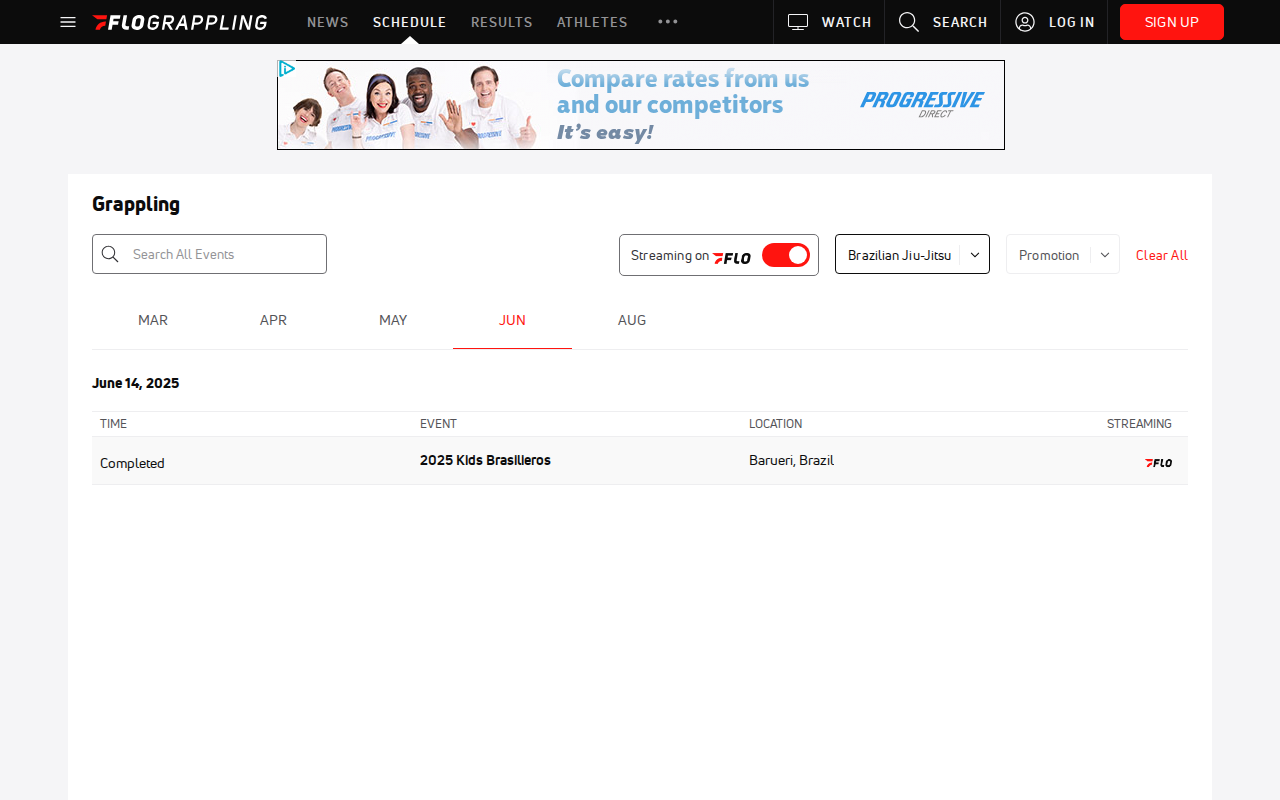 FLOGRAPPLING NEWS SCHEDULE RESULTS ATHLETES WATCH SEARCH LOG IN SIGN UP
Compare rates from us
and our competitors
It's easy!
PROGRESSIVE
DIRECT
Grappling
Search All Events Streaming on FLO Brazilian Jiu-Jitsu Promotion Clear All
MAR APR MAY JUN AUG
June 14, 2025
TIME EVENT LOCATION STREAMING
Completed 2025 Kids Brasilieros Barueri, Brazil FLO